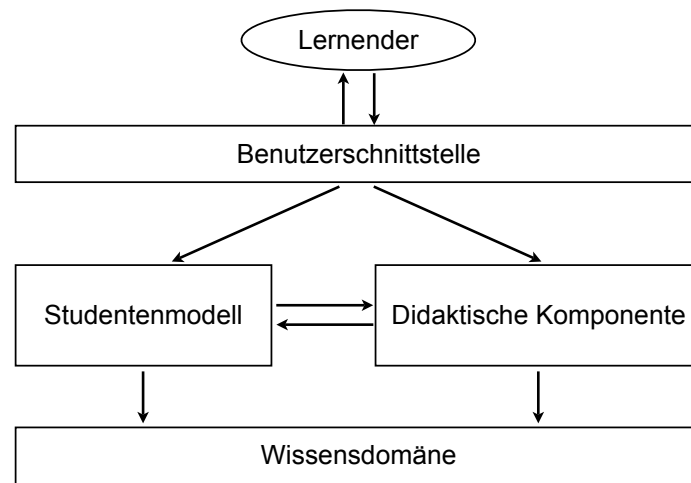 Lernender
Benutzerschnittstelle
Studentenmodell
Didaktische Komponente
Wissensdomäne